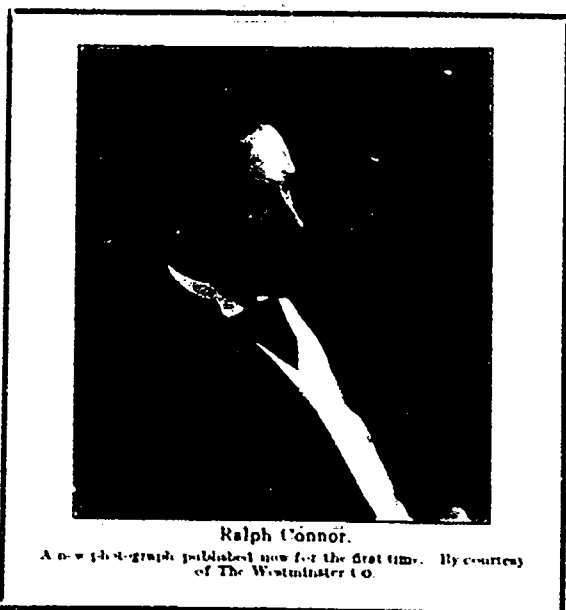 Ralph Connor.
A new photograph published now for the first time. By courtesy
of The Westminster Co.